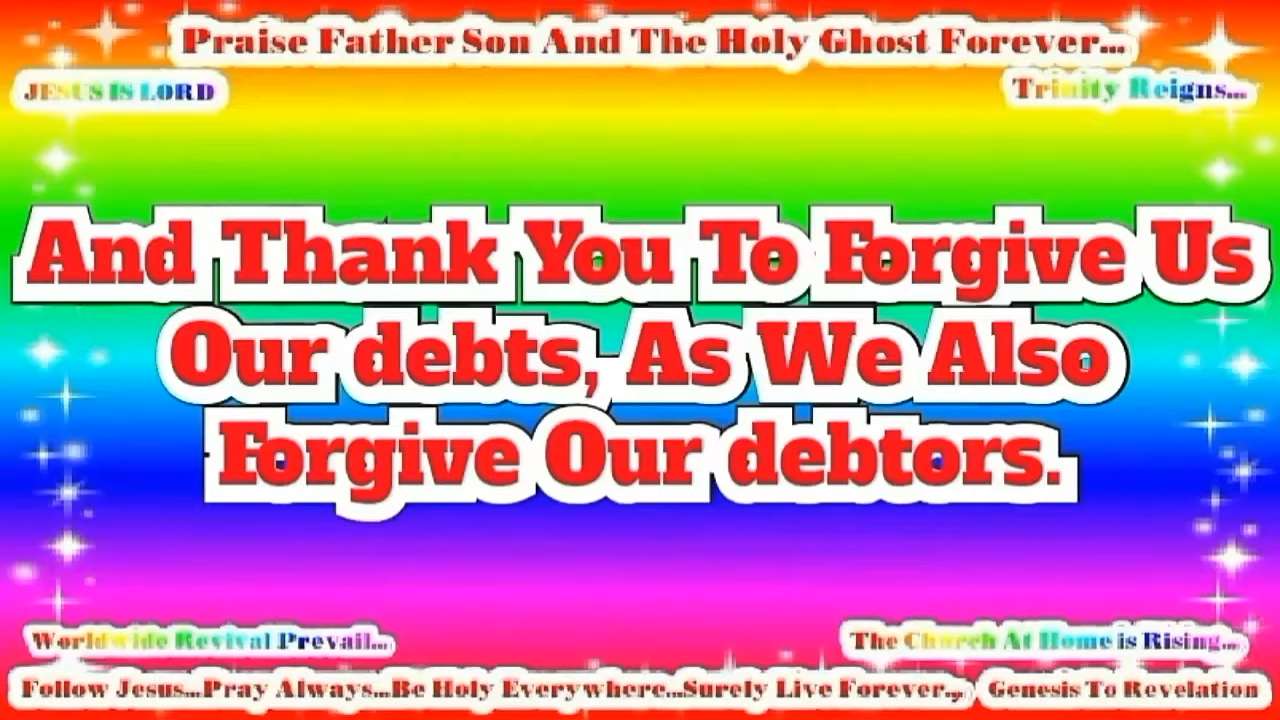 Praise Father Son And The Holy Ghost Forever...
JESUS IS LORD
Trinity Reigns...
And Thank You To Forgive Us
Our debts, As We Also
Forgive Our debtors.
Worldwide Revival Prevail...
The Church At Home is Rising...
Follow Jesus...Pray Always...Be Holy Everywhere...Surely Live Forever..,
Genesis To Revelation